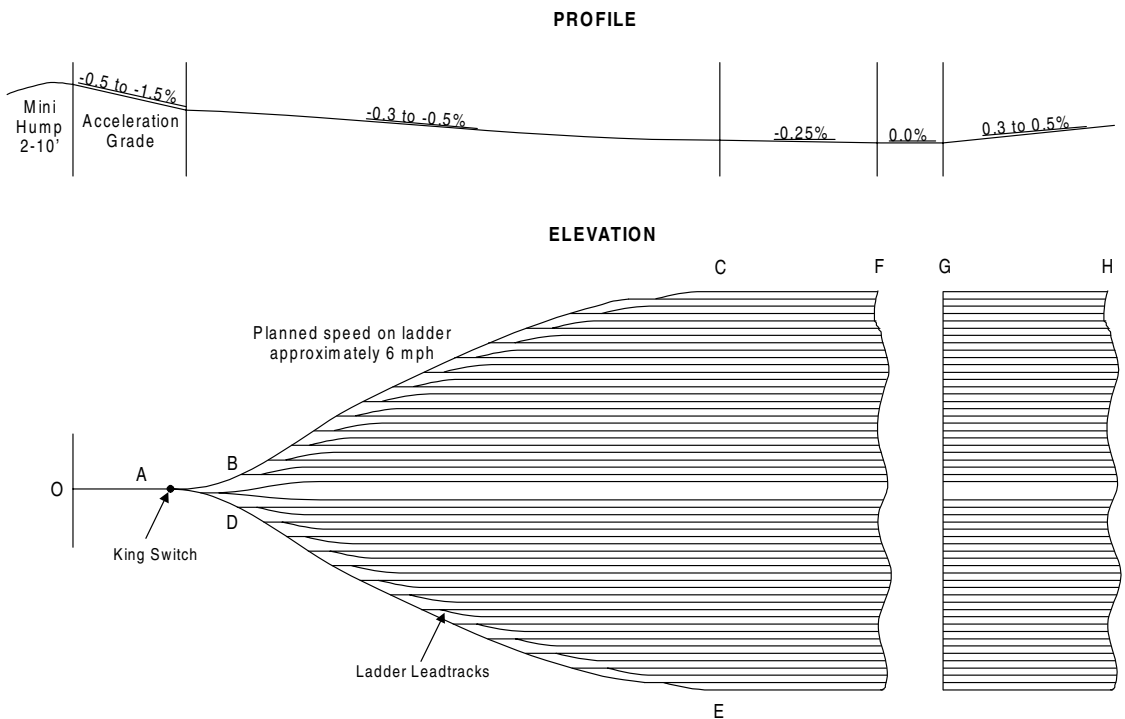 PROFILE
-0.5 to -1.5%
Mini
Hump
2-10'
Acceleration
Grade
-0.3 to -0.5%
-0.25%
0.0%
0.3 to 0.5%
ELEVATION
C
F
G
H
Planned speed on ladder
approximately 6 mph
B
A
O
D
King Switch
Ladder Leadtracks
E